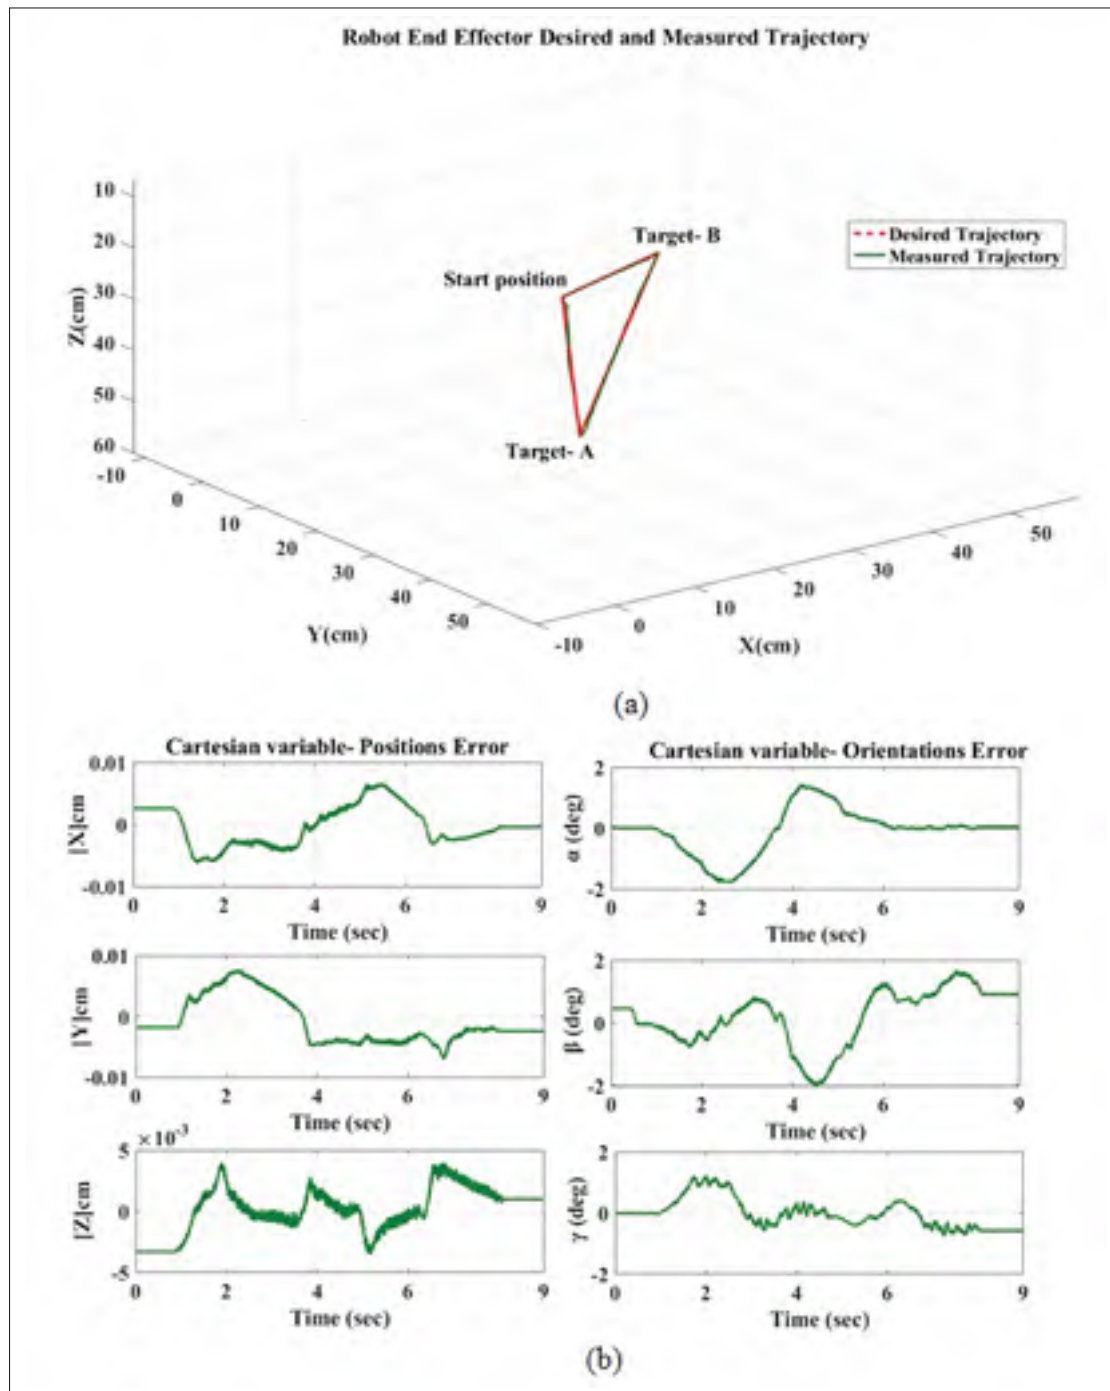 Robot End Effector Desired and Measured Trajectory
10
20
30
40
50
60
Z(cm)
-10
0
10
20
30
40
50
Y(cm)
-10
0
10
20
30
40
50
X(cm)
Target- B
Start position
Target- A
Desired Trajectory
Measured Trajectory
(a)
Cartesian variable- Positions Error
0.01
0
-0.01
|X|cm
0 2 4 6 9
Time (sec)
0.01
0
-0.01
|Y|cm
0 2 4 6 9
Time (sec)
×10⁻³
5
0
-5
|Z|cm
0 2 4 6 9
Time (sec)
Cartesian variable- Orientations Error
2
0
-2
α (deg)
0 2 4 6 9
Time (sec)
2
0
-2
β (deg)
0 2 4 6 9
Time (sec)
2
0
-2
γ (deg)
0 2 4 6 9
Time (sec)
(b)